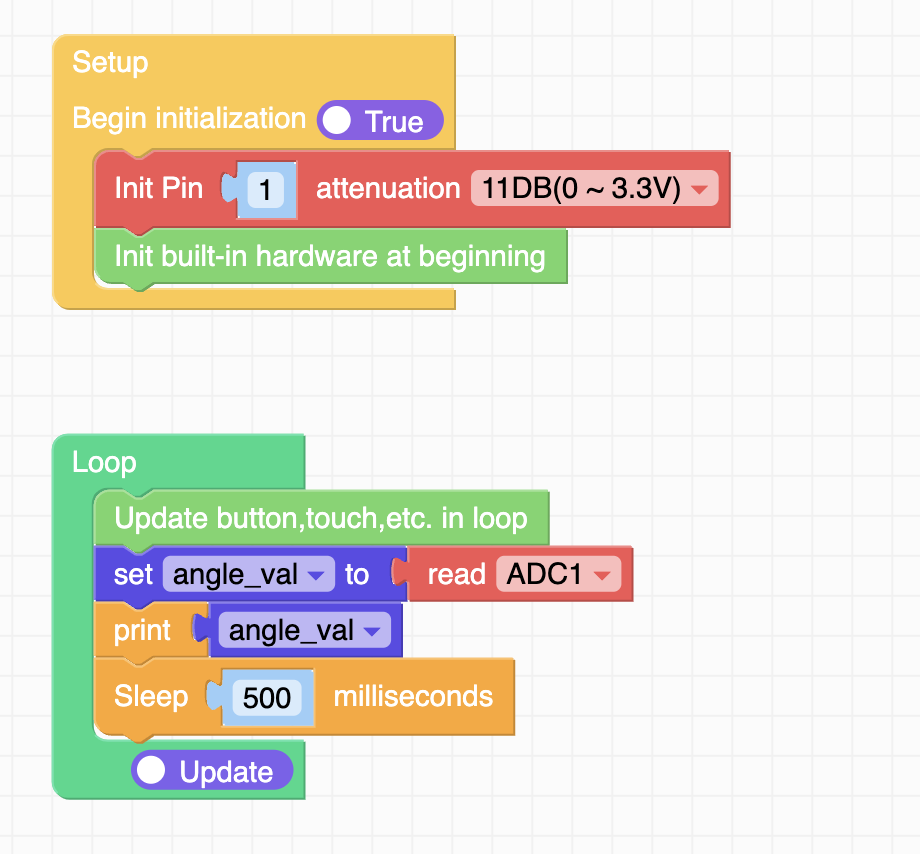 Setup
Begin initialization True
Init Pin 1 attenuation 11DB(0 ~ 3.3V)
Init built-in hardware at beginning
Loop
Update button,touch,etc. in loop
set angle_val to read ADC1
print angle_val
Sleep 500 milliseconds
Update